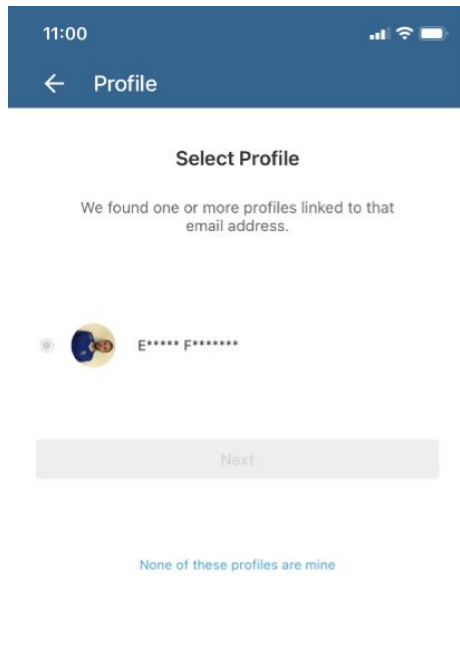 11:00
Profile
Select Profile
We found one or more profiles linked to that
email address.
E***** F*******
Next
None of these profiles are mine